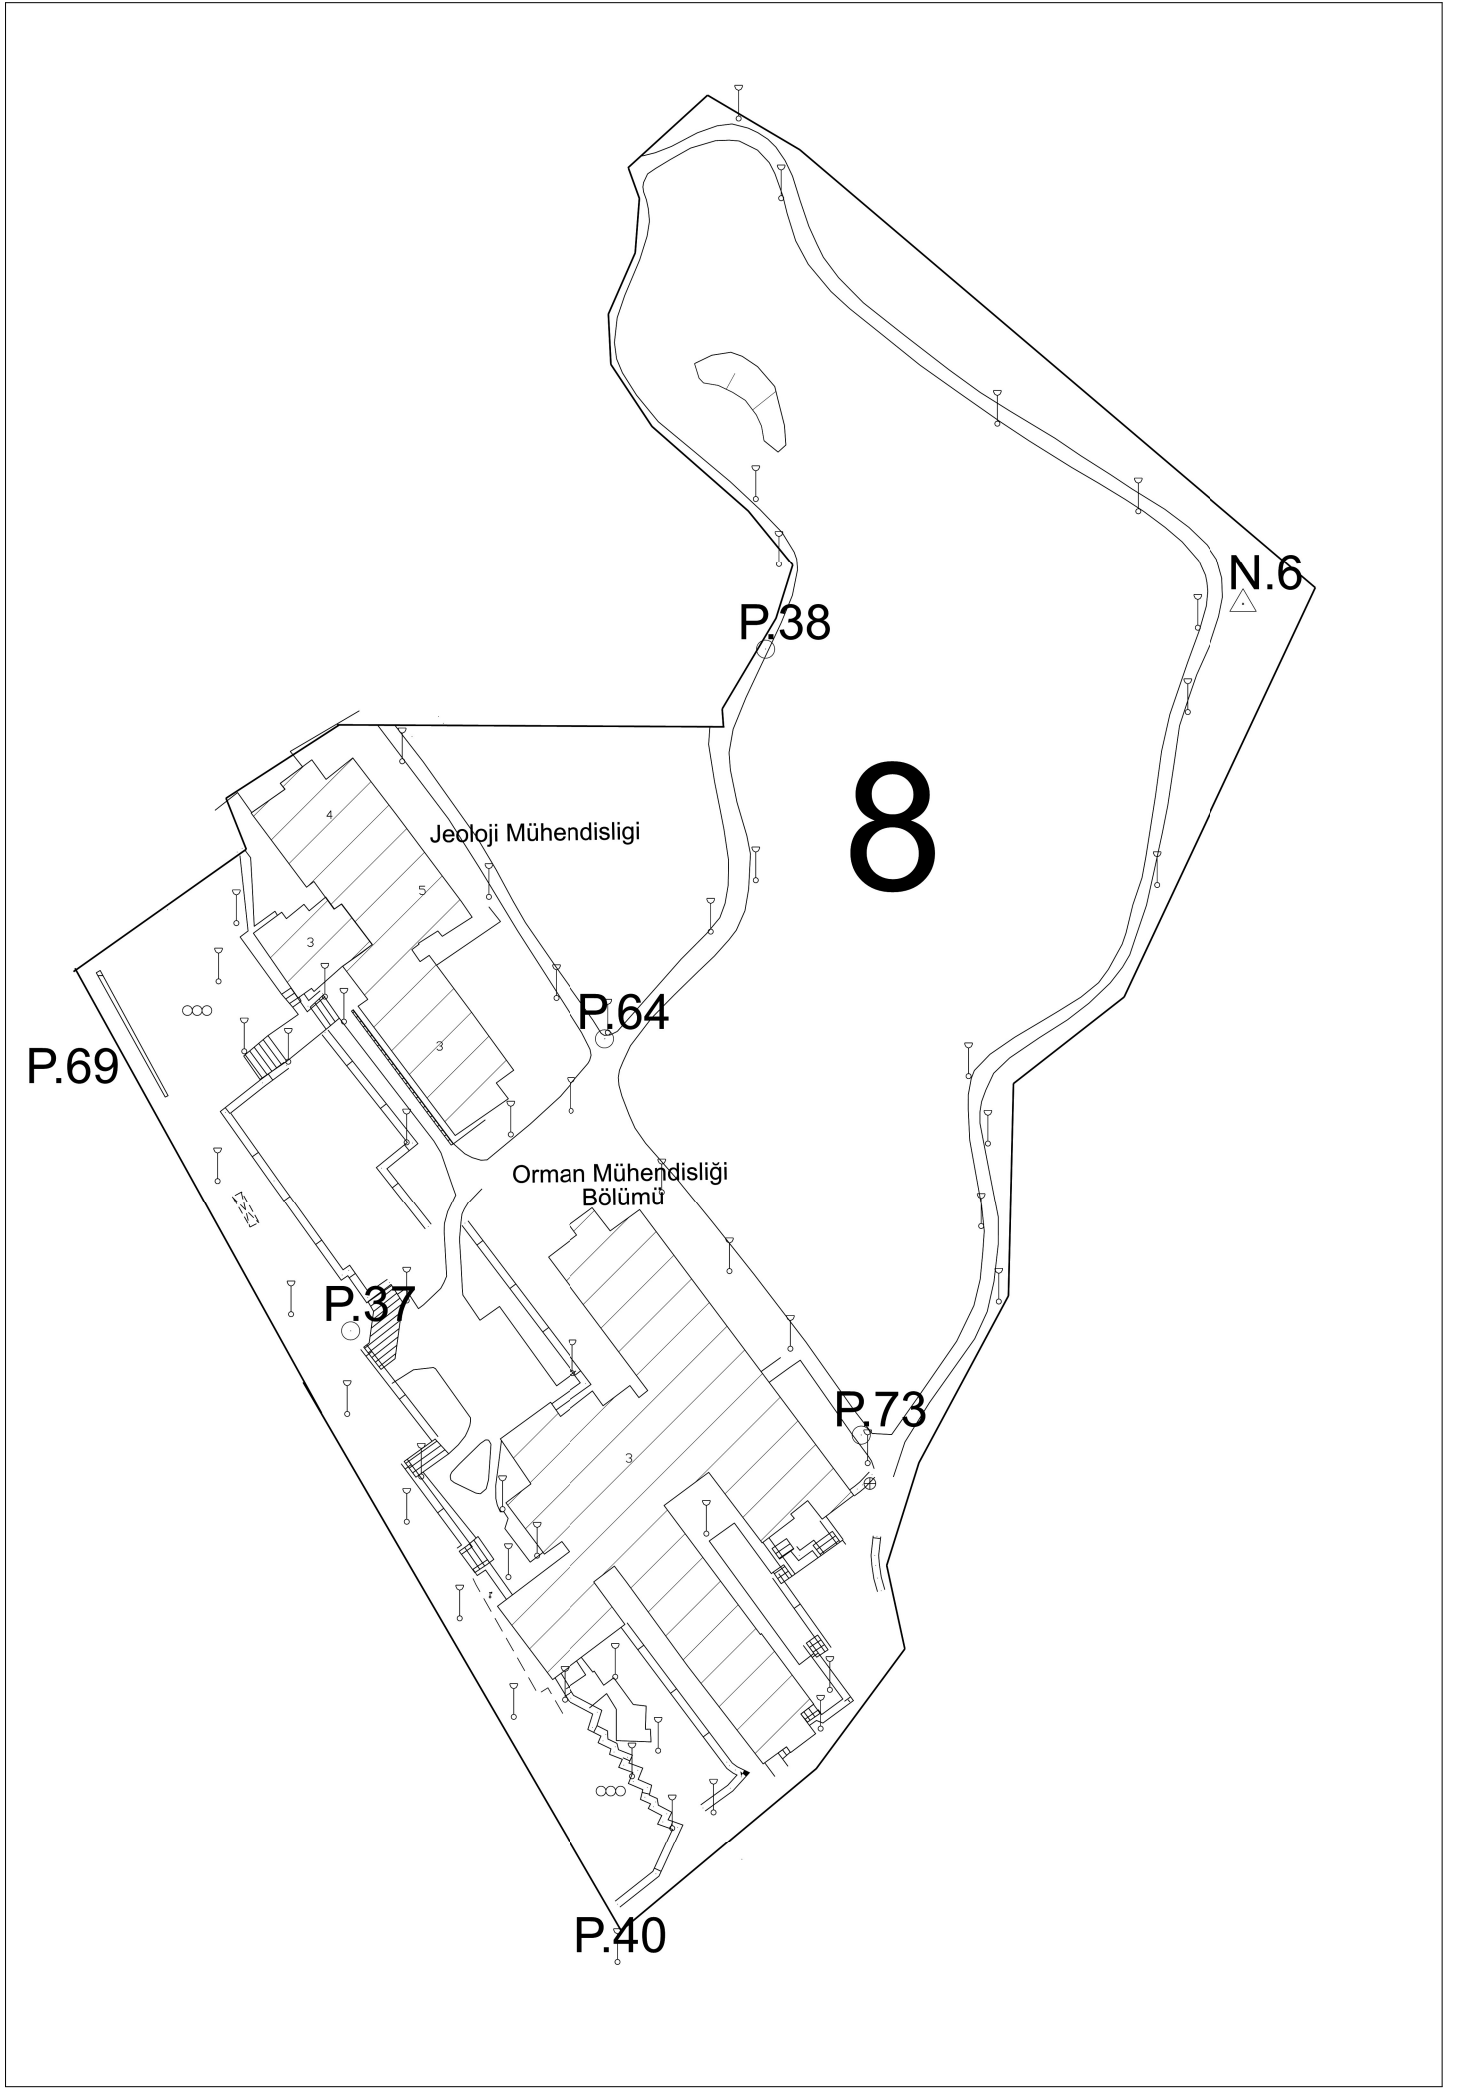 N.6
P.38
8
4
Jeoloji Mühendisligi
5
3
P.64
3
P.69
Orman Mühendisliği
Bölümü
P.37
P.73
3
P.40